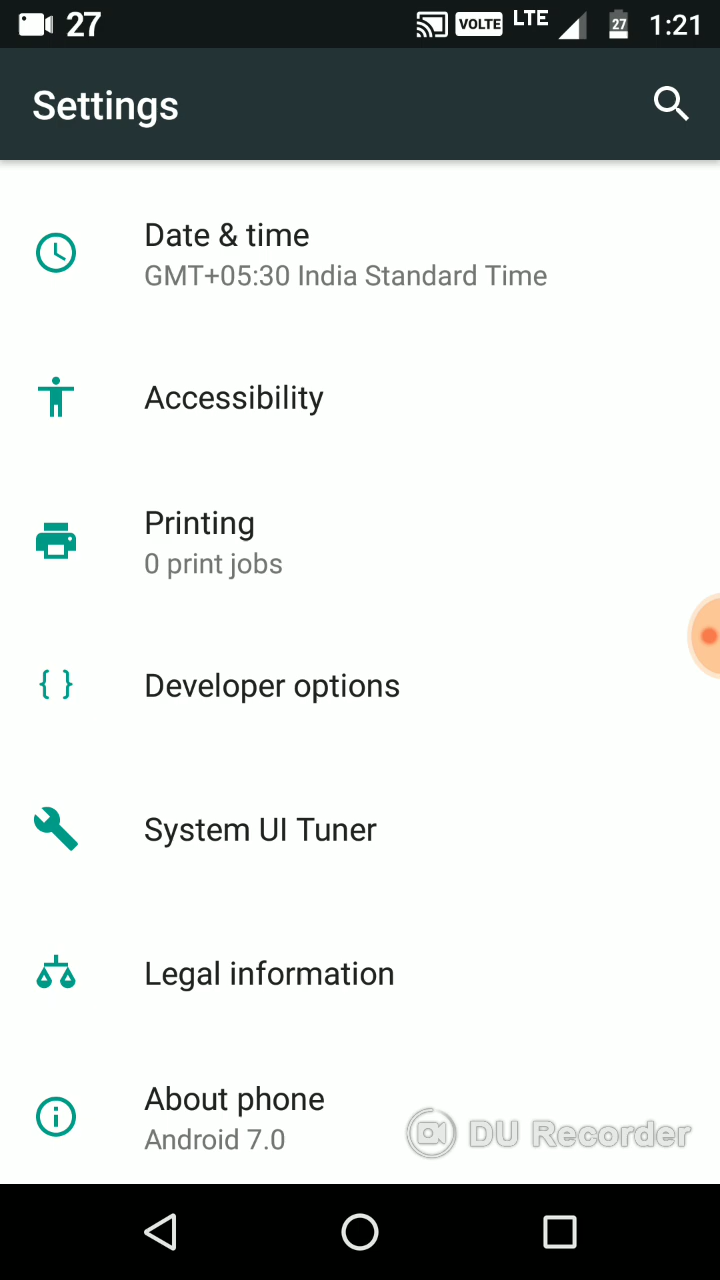 27 VOLTE LTE 27 1:21
Settings
Date & time
GMT+05:30 India Standard Time
Accessibility
Printing
0 print jobs
{ } Developer options
System UI Tuner
Legal information
About phone
Android 7.0
DU Recorder